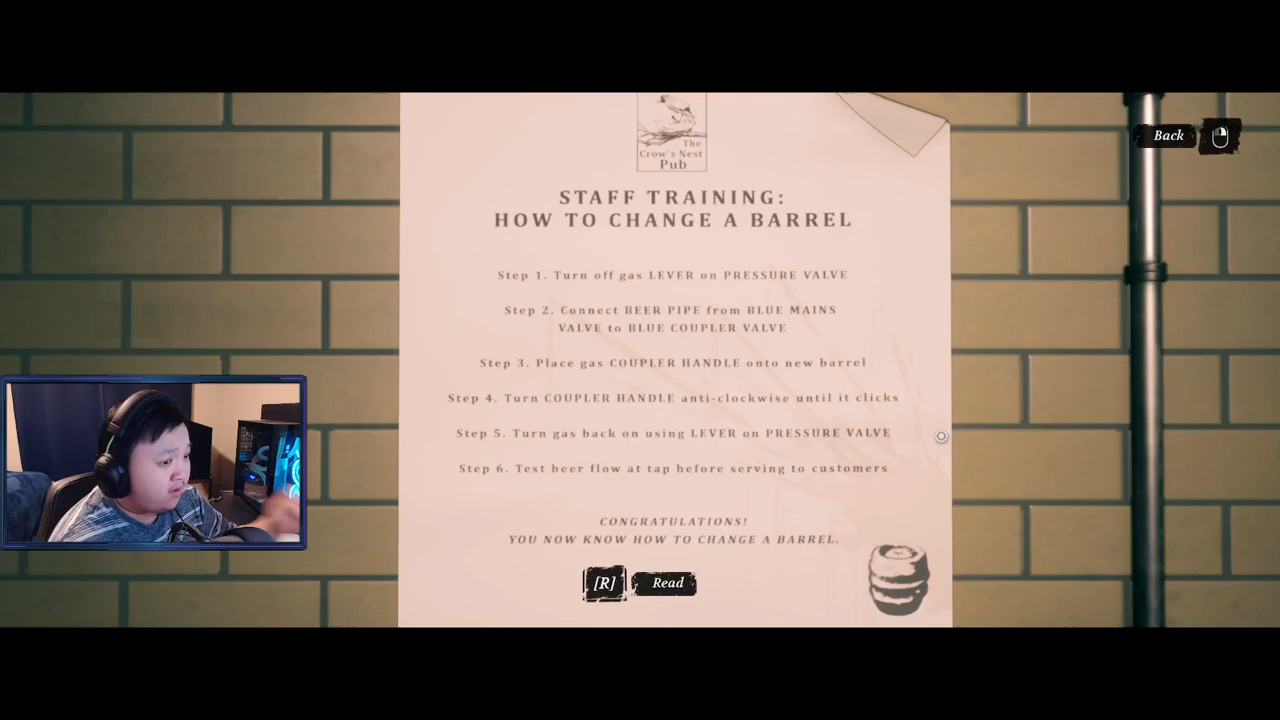 The
Crow's Nest
Pub
Back
STAFF TRAINING:
HOW TO CHANGE A BARREL
Step 1. Turn off gas LEVER on PRESSURE VALVE
Step 2. Connect BEER PIPE from BLUE MAINS
VALVE to BLUE COUPLER VALVE
Step 3. Place gas COUPLER HANDLE onto new barrel
Step 4. Turn COUPLER HANDLE anti-clockwise until it clicks
Step 5. Turn gas back on using LEVER on PRESSURE VALVE
Step 6. Test beer flow at tap before serving to customers
CONGRATULATIONS!
YOU NOW KNOW HOW TO CHANGE A BARREL.
[R] Read